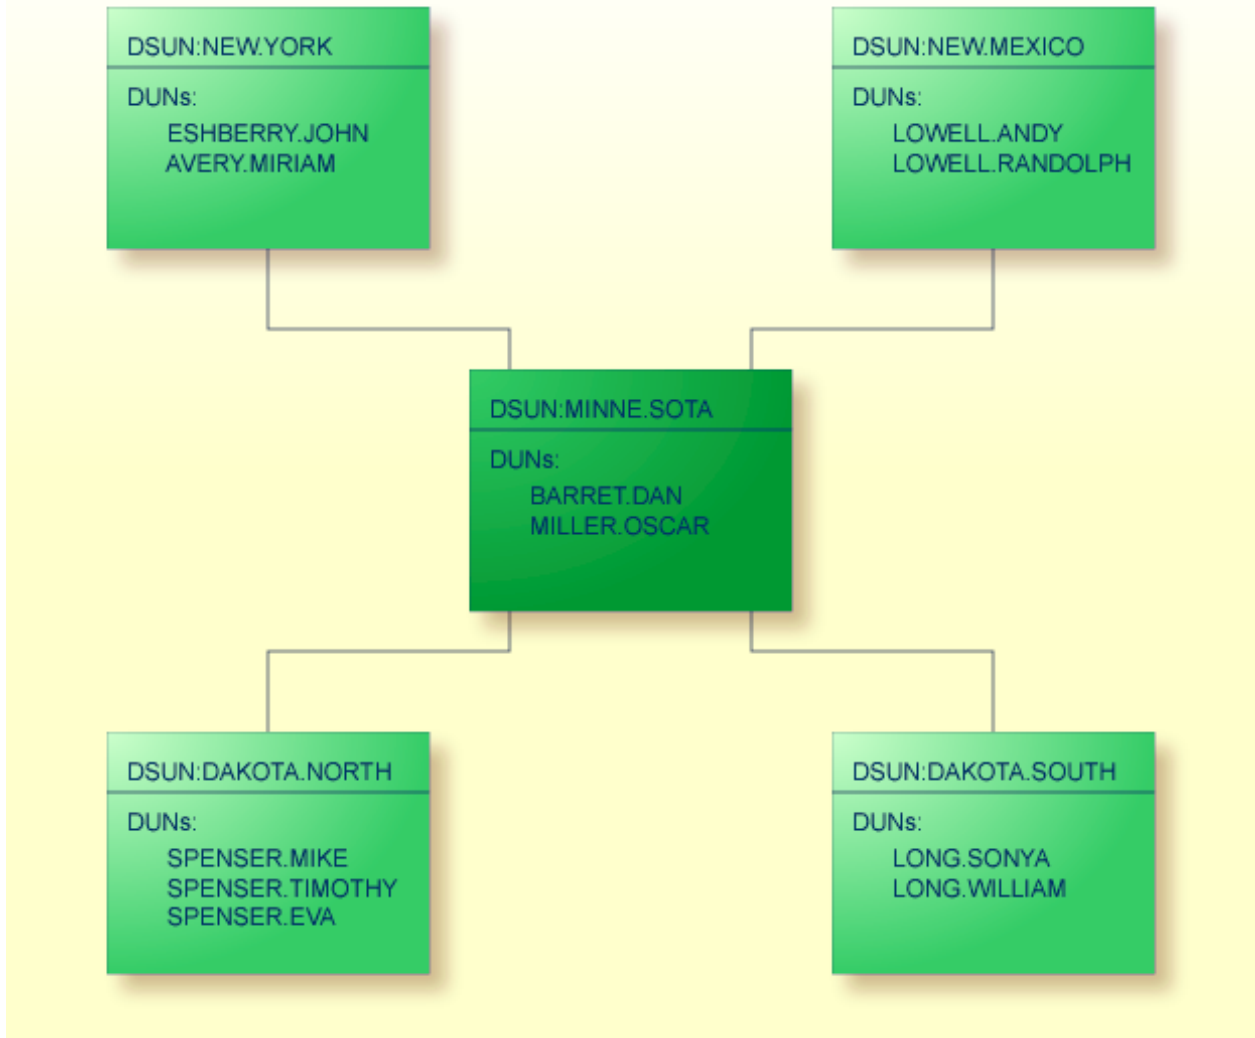 DSUN:NEW.YORK
DUNs:
ESHBERRY.JOHN
AVERY.MIRIAM
DSUN:NEW.MEXICO
DUNs:
LOWELL.ANDY
LOWELL.RANDOLPH
DSUN:MINNE.SOTA
DUNs:
BARRET.DAN
MILLER.OSCAR
DSUN:DAKOTA.NORTH
DUNs:
SPENSER.MIKE
SPENSER.TIMOTHY
SPENSER.EVA
DSUN:DAKOTA.SOUTH
DUNs:
LONG.SONYA
LONG.WILLIAM